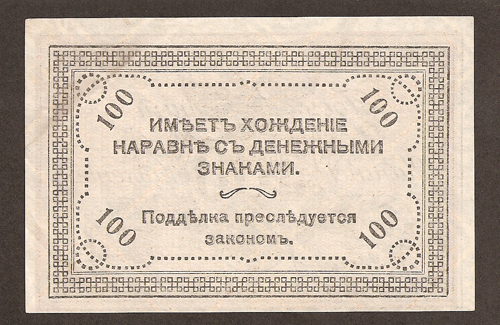 100 100
ИМѢЕТЪ ХОЖДЕНІЕ
НАРАВНѢ СЪ ДЕНЕЖНЫМИ
ЗНАКАМИ.
Поддѣлка преслѣдуется
закономъ.
100 100